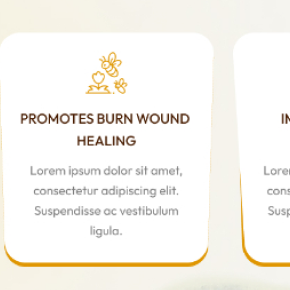 PROMOTES BURN WOUND
HEALING
Lorem ipsum dolor sit amet,
consectetur adipiscing elit.
Suspendisse ac vestibulum
ligula.